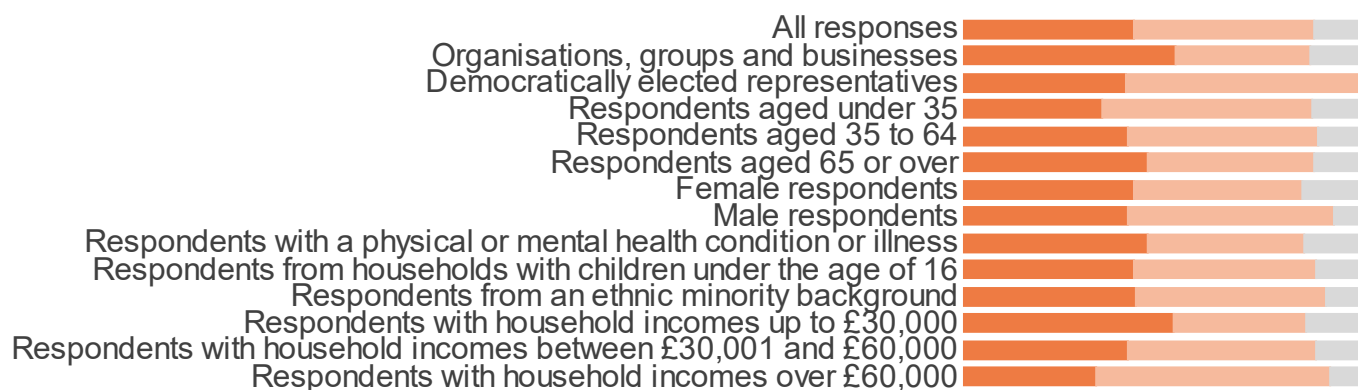 All responses
Organisations, groups and businesses
Democratically elected representatives
Respondents aged under 35
Respondents aged 35 to 64
Respondents aged 65 or over
Female respondents
Male respondents
Respondents with a physical or mental health condition or illness
Respondents from households with children under the age of 16
Respondents from an ethnic minority background
Respondents with household incomes up to £30,000
Respondents with household incomes between £30,001 and £60,000
Respondents with household incomes over £60,000